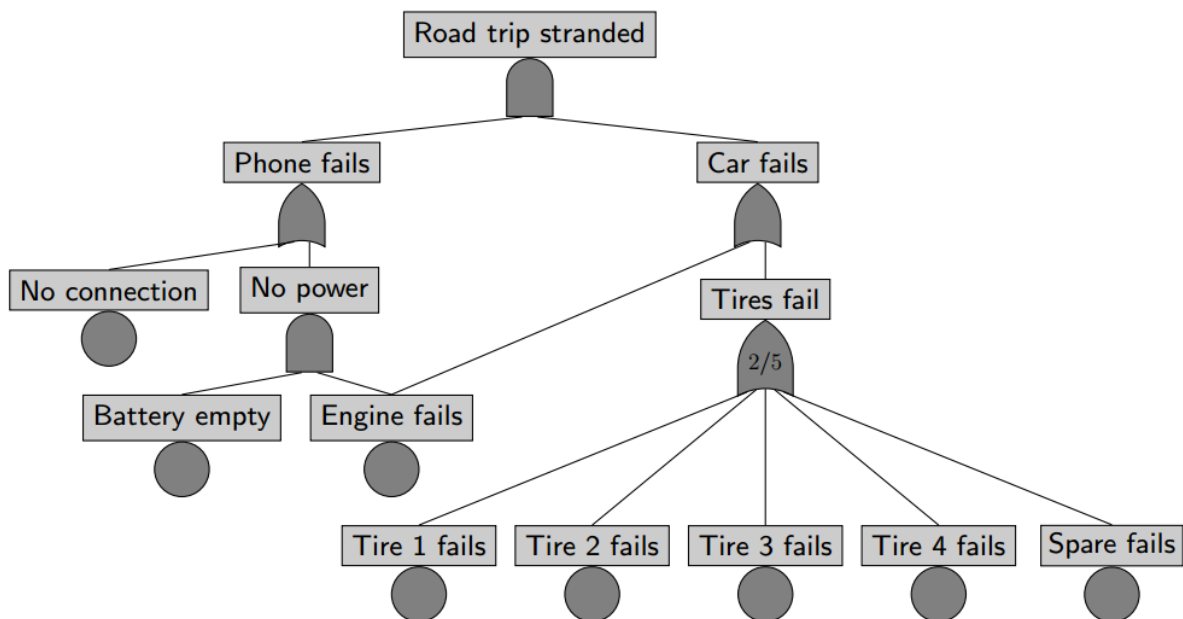 Road trip stranded
Phone fails
Car fails
No connection
No power
Tires fail
2/5
Battery empty
Engine fails
Tire 1 fails
Tire 2 fails
Tire 3 fails
Tire 4 fails
Spare fails